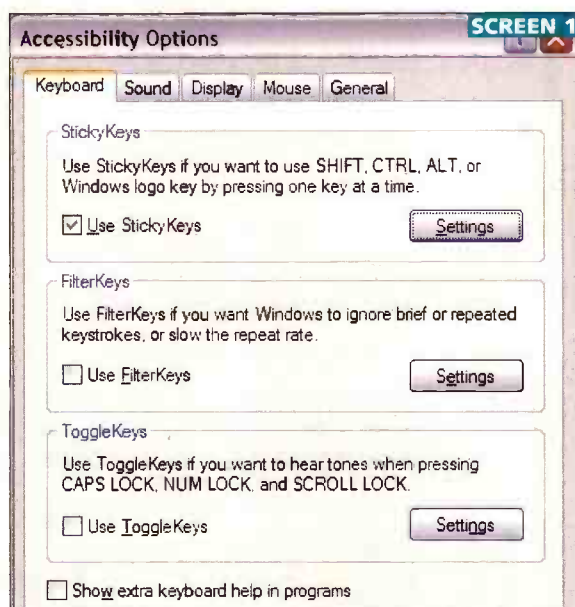 SCREEN 1
Accessibility Options
Keyboard Sound Display Mouse General
StickyKeys
Use StickyKeys if you want to use SHIFT, CTRL, ALT, or
Windows logo key by pressing one key at a time.
Use StickyKeys Settings
FilterKeys
Use FilterKeys if you want Windows to ignore brief or repeated
keystrokes, or slow the repeat rate.
Use FilterKeys Settings
ToggleKeys
Use ToggleKeys if you want to hear tones when pressing
CAPS LOCK, NUM LOCK, and SCROLL LOCK.
Use ToggleKeys Settings
Show extra keyboard help in programs